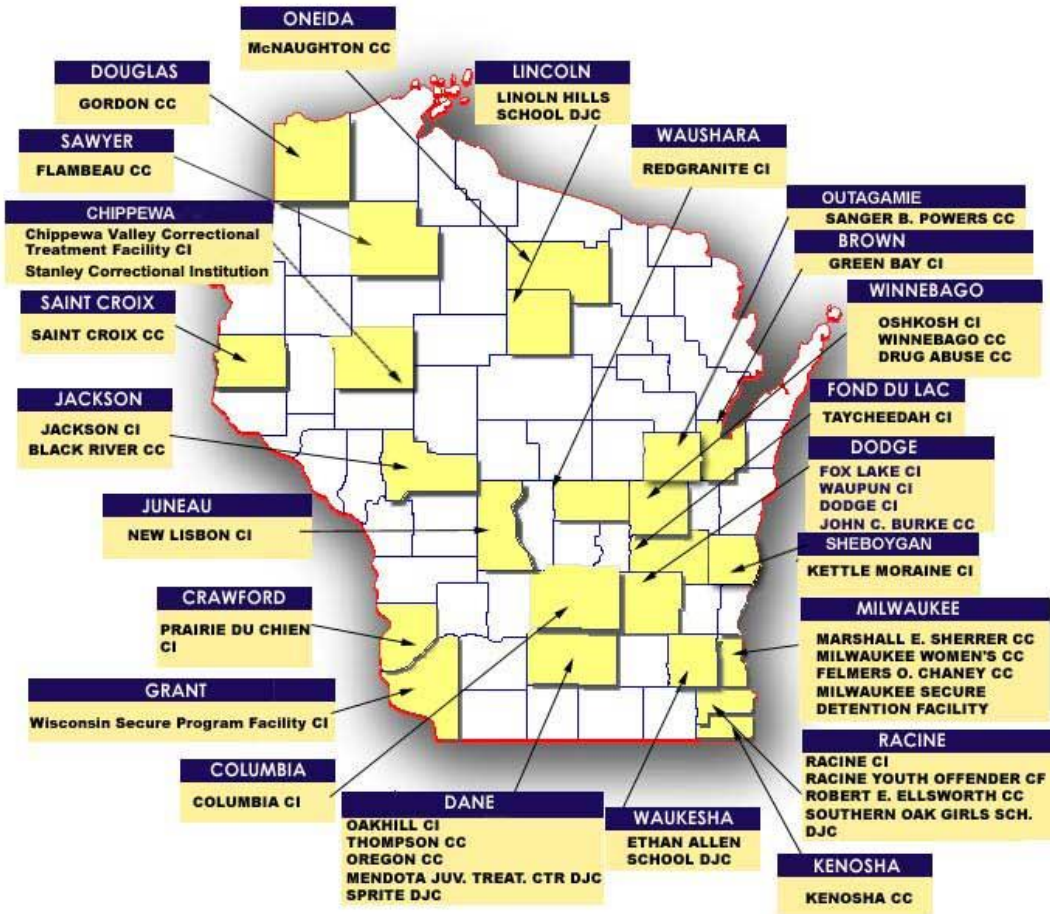 ONEIDA
McNAUGHTON CC
DOUGLAS
GORDON CC
LINCOLN
LINOLN HILLS
SCHOOL DJC
SAWYER
FLAMBEAU CC
WAUSHARA
REDGRANITE CI
CHIPPEWA
Chippewa Valley Correctional
Treatment Facility CI
Stanley Correctional Institution
OUTAGAMIE
SANGER B. POWERS CC
BROWN
GREEN BAY CI
SAINT CROIX
SAINT CROIX CC
WINNEBAGO
OSHKOSH CI
WINNEBAGO CC
DRUG ABUSE CC
JACKSON
JACKSON CI
BLACK RIVER CC
FOND DU LAC
TAYCHEEDAH CI
DODGE
FOX LAKE CI
WAUPUN CI
DODGE CI
JOHN C. BURKE CC
JUNEAU
NEW LISBON CI
SHEBOYGAN
KETTLE MORAINE CI
CRAWFORD
PRAIRIE DU CHIEN
CI
MILWAUKEE
MARSHALL E. SHERRER CC
MILWAUKEE WOMEN'S CC
FELMERS O. CHANEY CC
MILWAUKEE SECURE
DETENTION FACILITY
GRANT
Wisconsin Secure Program Facility CI
RACINE
RACINE CI
RACINE YOUTH OFFENDER CF
ROBERT E. ELLSWORTH CC
SOUTHERN OAK GIRLS SCH.
DJC
COLUMBIA
COLUMBIA CI
DANE
OAKHILL CI
THOMPSON CC
OREGON CC
MENDOTA JUV. TREAT. CTR DJC
SPRITE DJC
WAUKESHA
ETHAN ALLEN
SCHOOL DJC
KENOSHA
KENOSHA CC